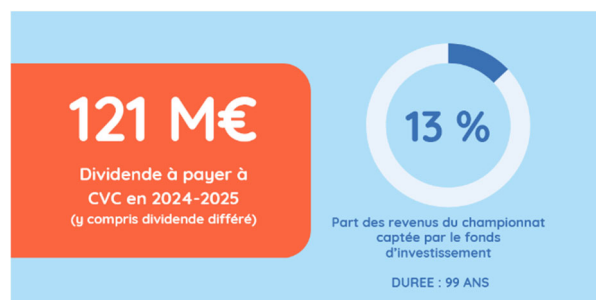 121 M€
Dividende à payer à
CVC en 2024-2025
(y compris dividende différé)
13 %
Part des revenus du championnat
captée par le fonds
d'investissement
DUREE : 99 ANS